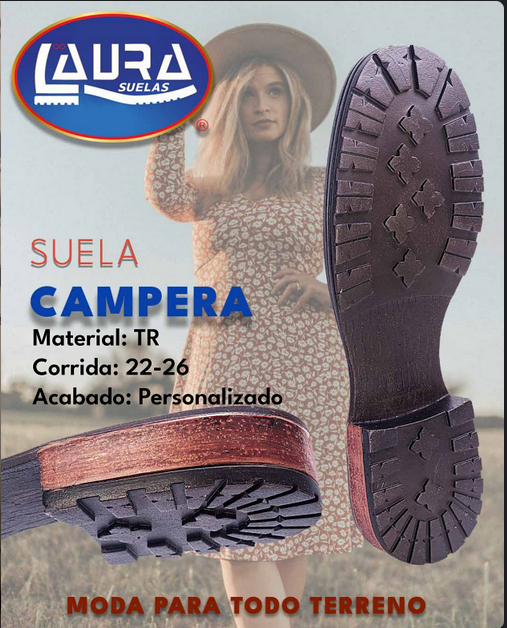 LAURA
SUELAS
®
SUELA
CAMPERA
Material: TR
Corrida: 22-26
Acabado: Personalizado
MODA PARA TODO TERRENO